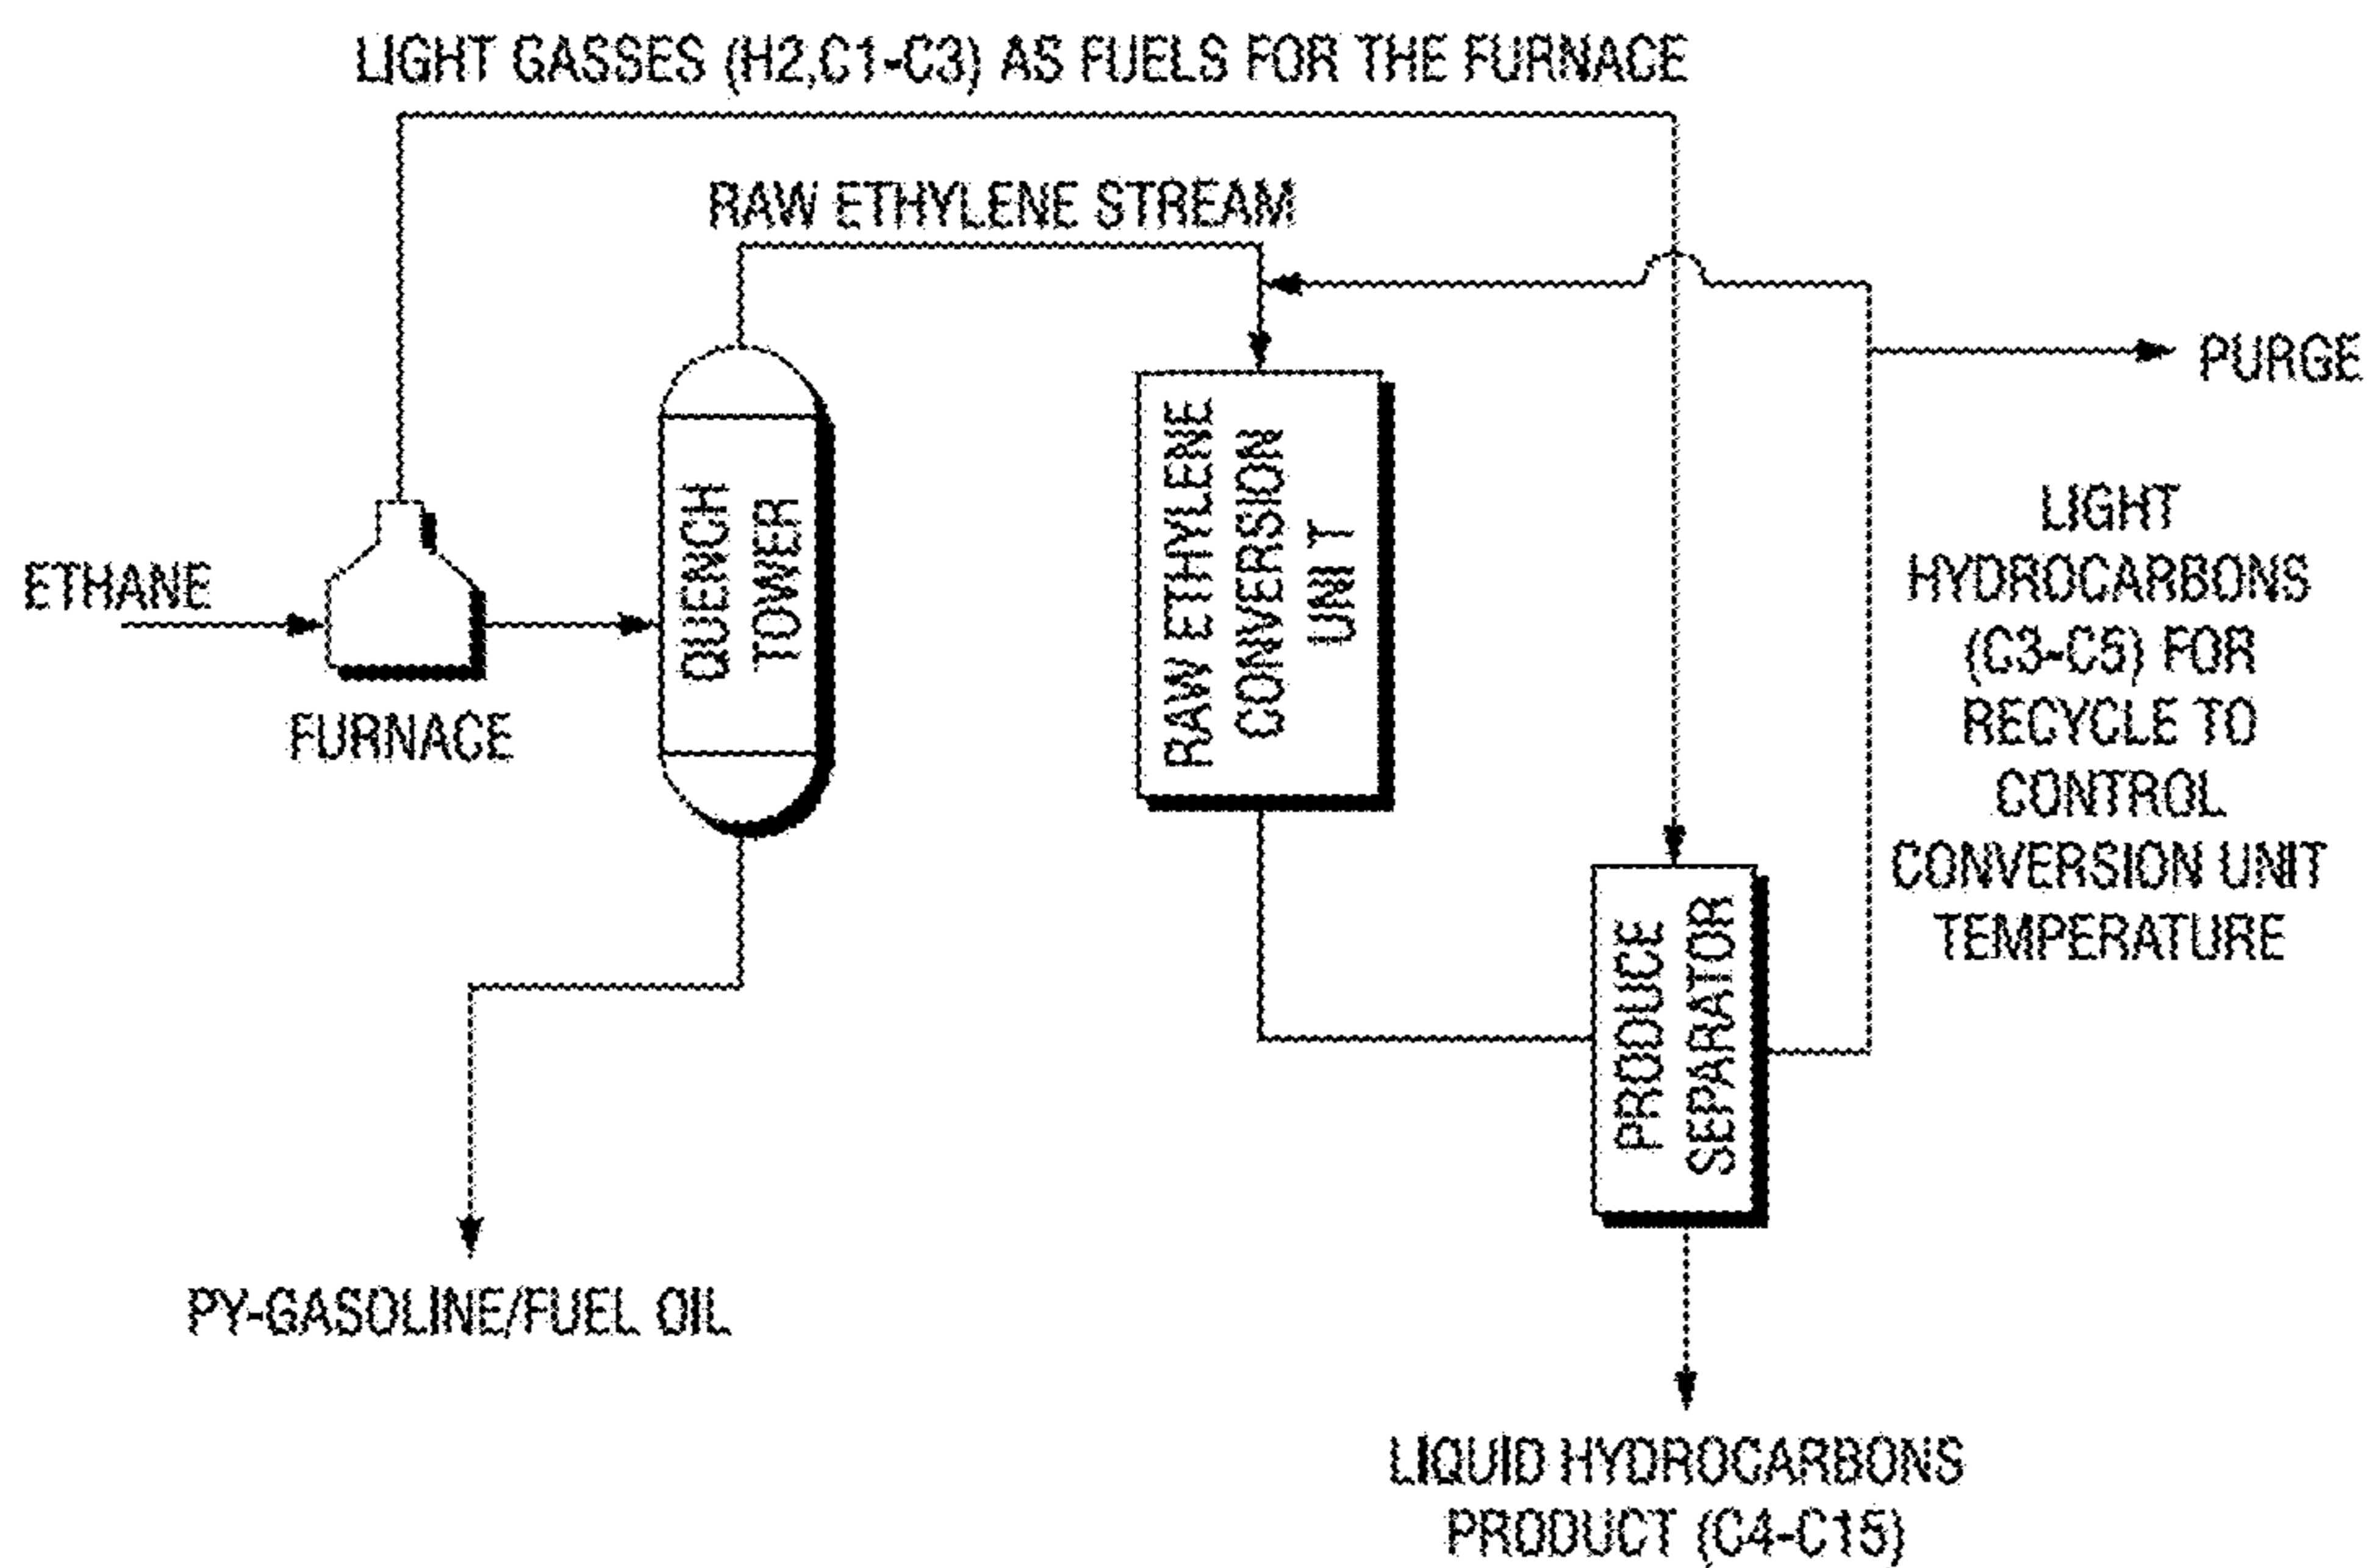 LIGHT GASSES (H2,C1-C3) AS FUELS FOR THE FURNACE
RAW ETHYLENE STREAM
PURGE
ETHANE
FURNACE
QUENCH
TOWER
RAW ETHYLENE
CONVERSION
UNIT
LIGHT
HYDROCARBONS
(C3-C5) FOR
RECYCLE TO
CONTROL
CONVERSION UNIT
TEMPERATURE
PRODUCE
SEPARATOR
PY-GASOLINE/FUEL OIL
LIQUID HYDROCARBONS
PRODUCT (C4-C15)